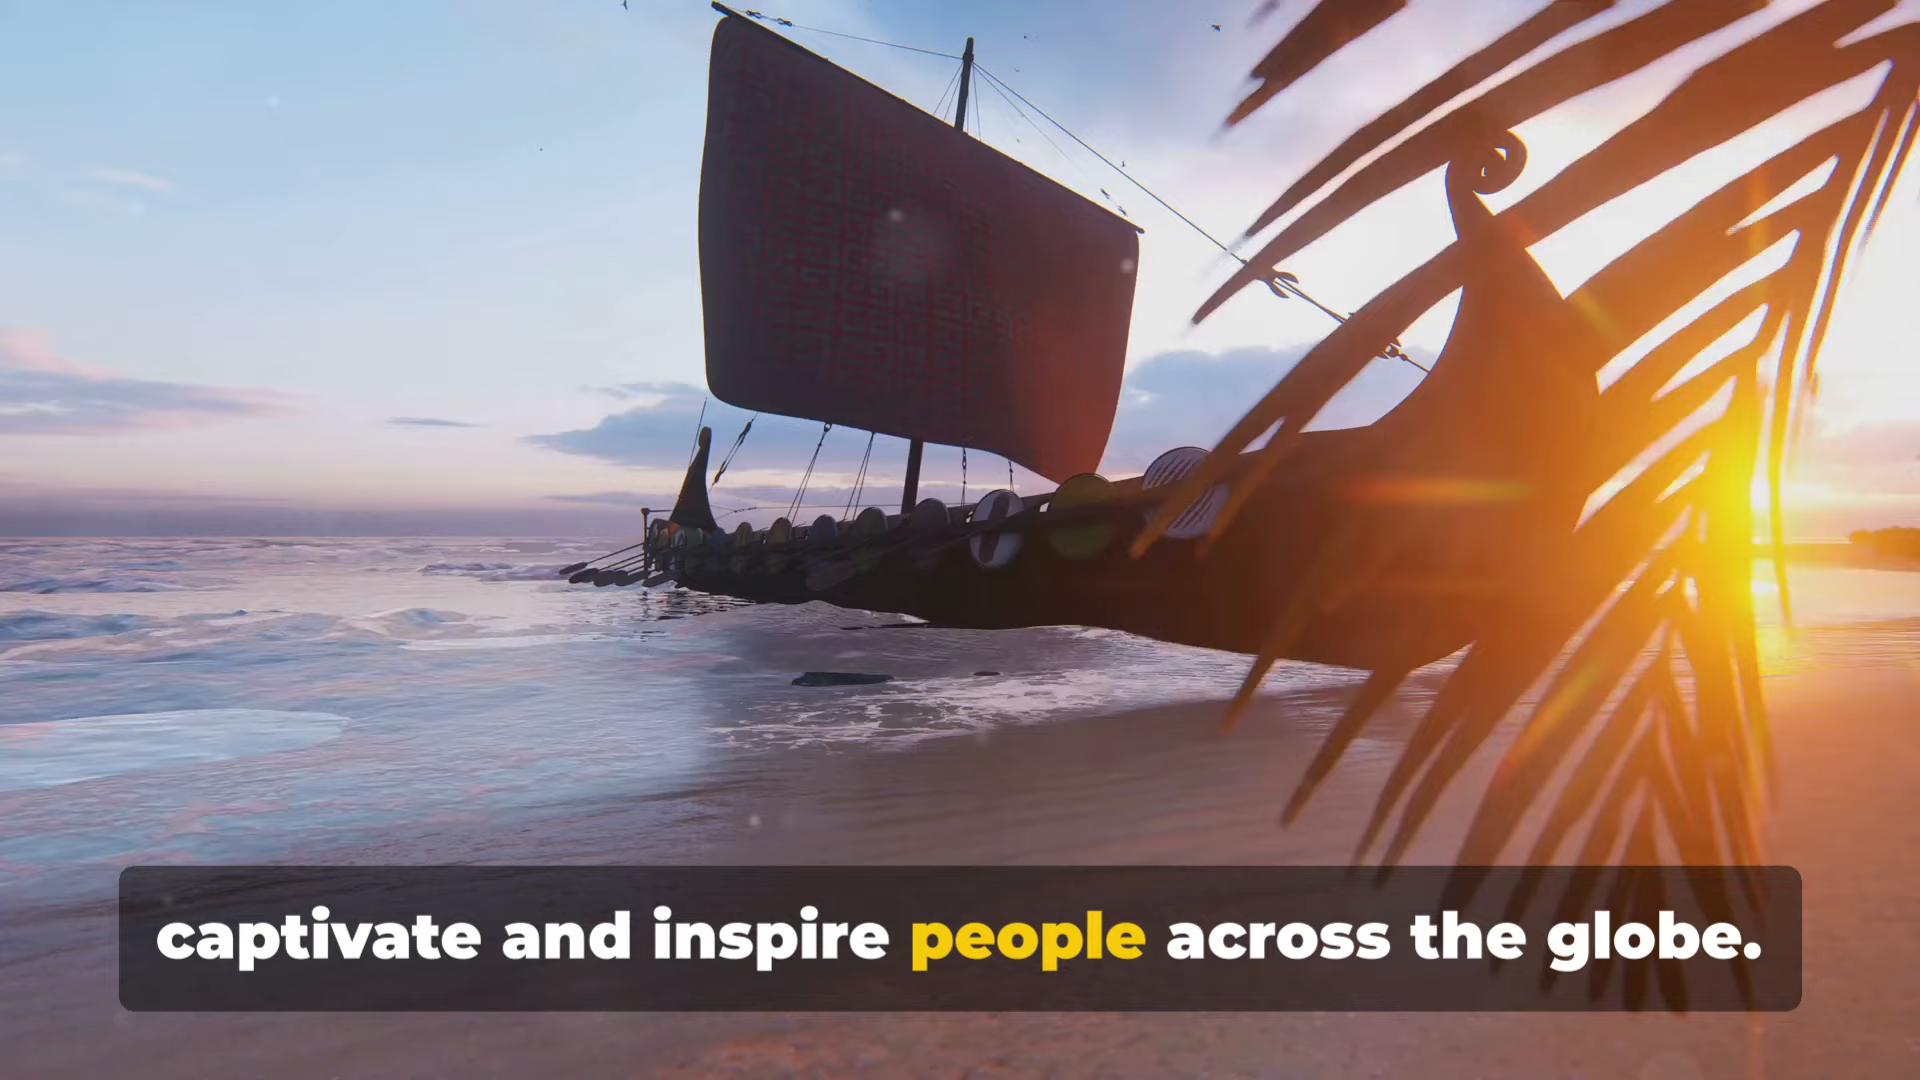 captivate and inspire people across the globe.